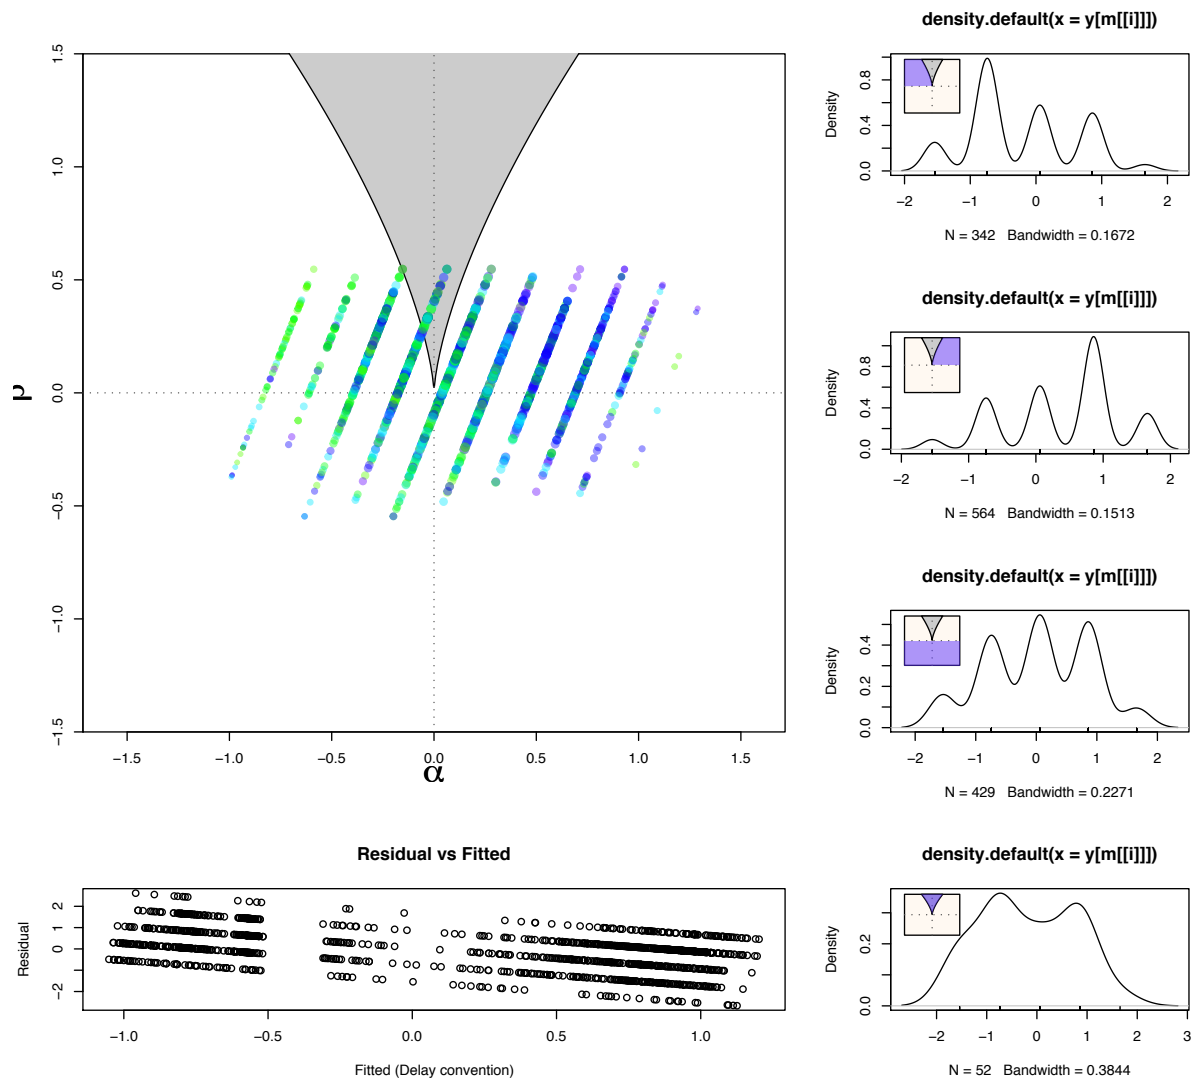 1.5
1.0
0.5
0.0
−0.5
−1.0
−1.5
−1.5 −1.0 −0.5 0.0 0.5 1.0 1.5
α
density.default(x = y[m[[i]]])
Density
0.8
0.4
0.0
−2 −1 0 1 2
N = 342 Bandwidth = 0.1672
density.default(x = y[m[[i]]])
Density
0.8
0.4
0.0
−2 −1 0 1 2
N = 564 Bandwidth = 0.1513
density.default(x = y[m[[i]]])
Density
0.4
0.2
0.0
−2 −1 0 1 2
N = 429 Bandwidth = 0.2271
Residual vs Fitted
Residual
2
1
0
−2
−1.0 −0.5 0.0 0.5 1.0
Fitted (Delay convention)
density.default(x = y[m[[i]]])
Density
0.2
0.0
−2 −1 0 1 2 3
N = 52 Bandwidth = 0.3844